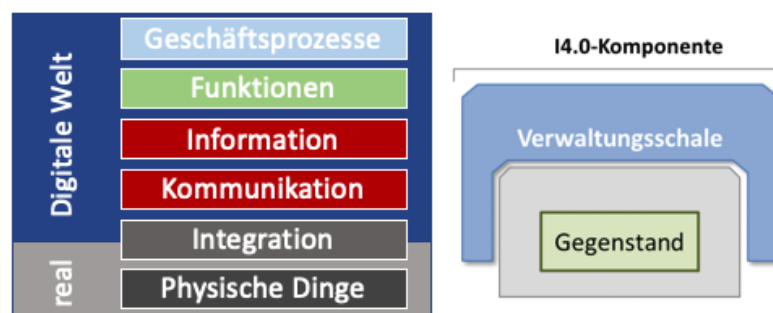 Digitale Welt
real
Geschäftsprozesse
Funktionen
Information
Kommunikation
Integration
Physische Dinge
I4.0-Komponente
Verwaltungsschale
Gegenstand